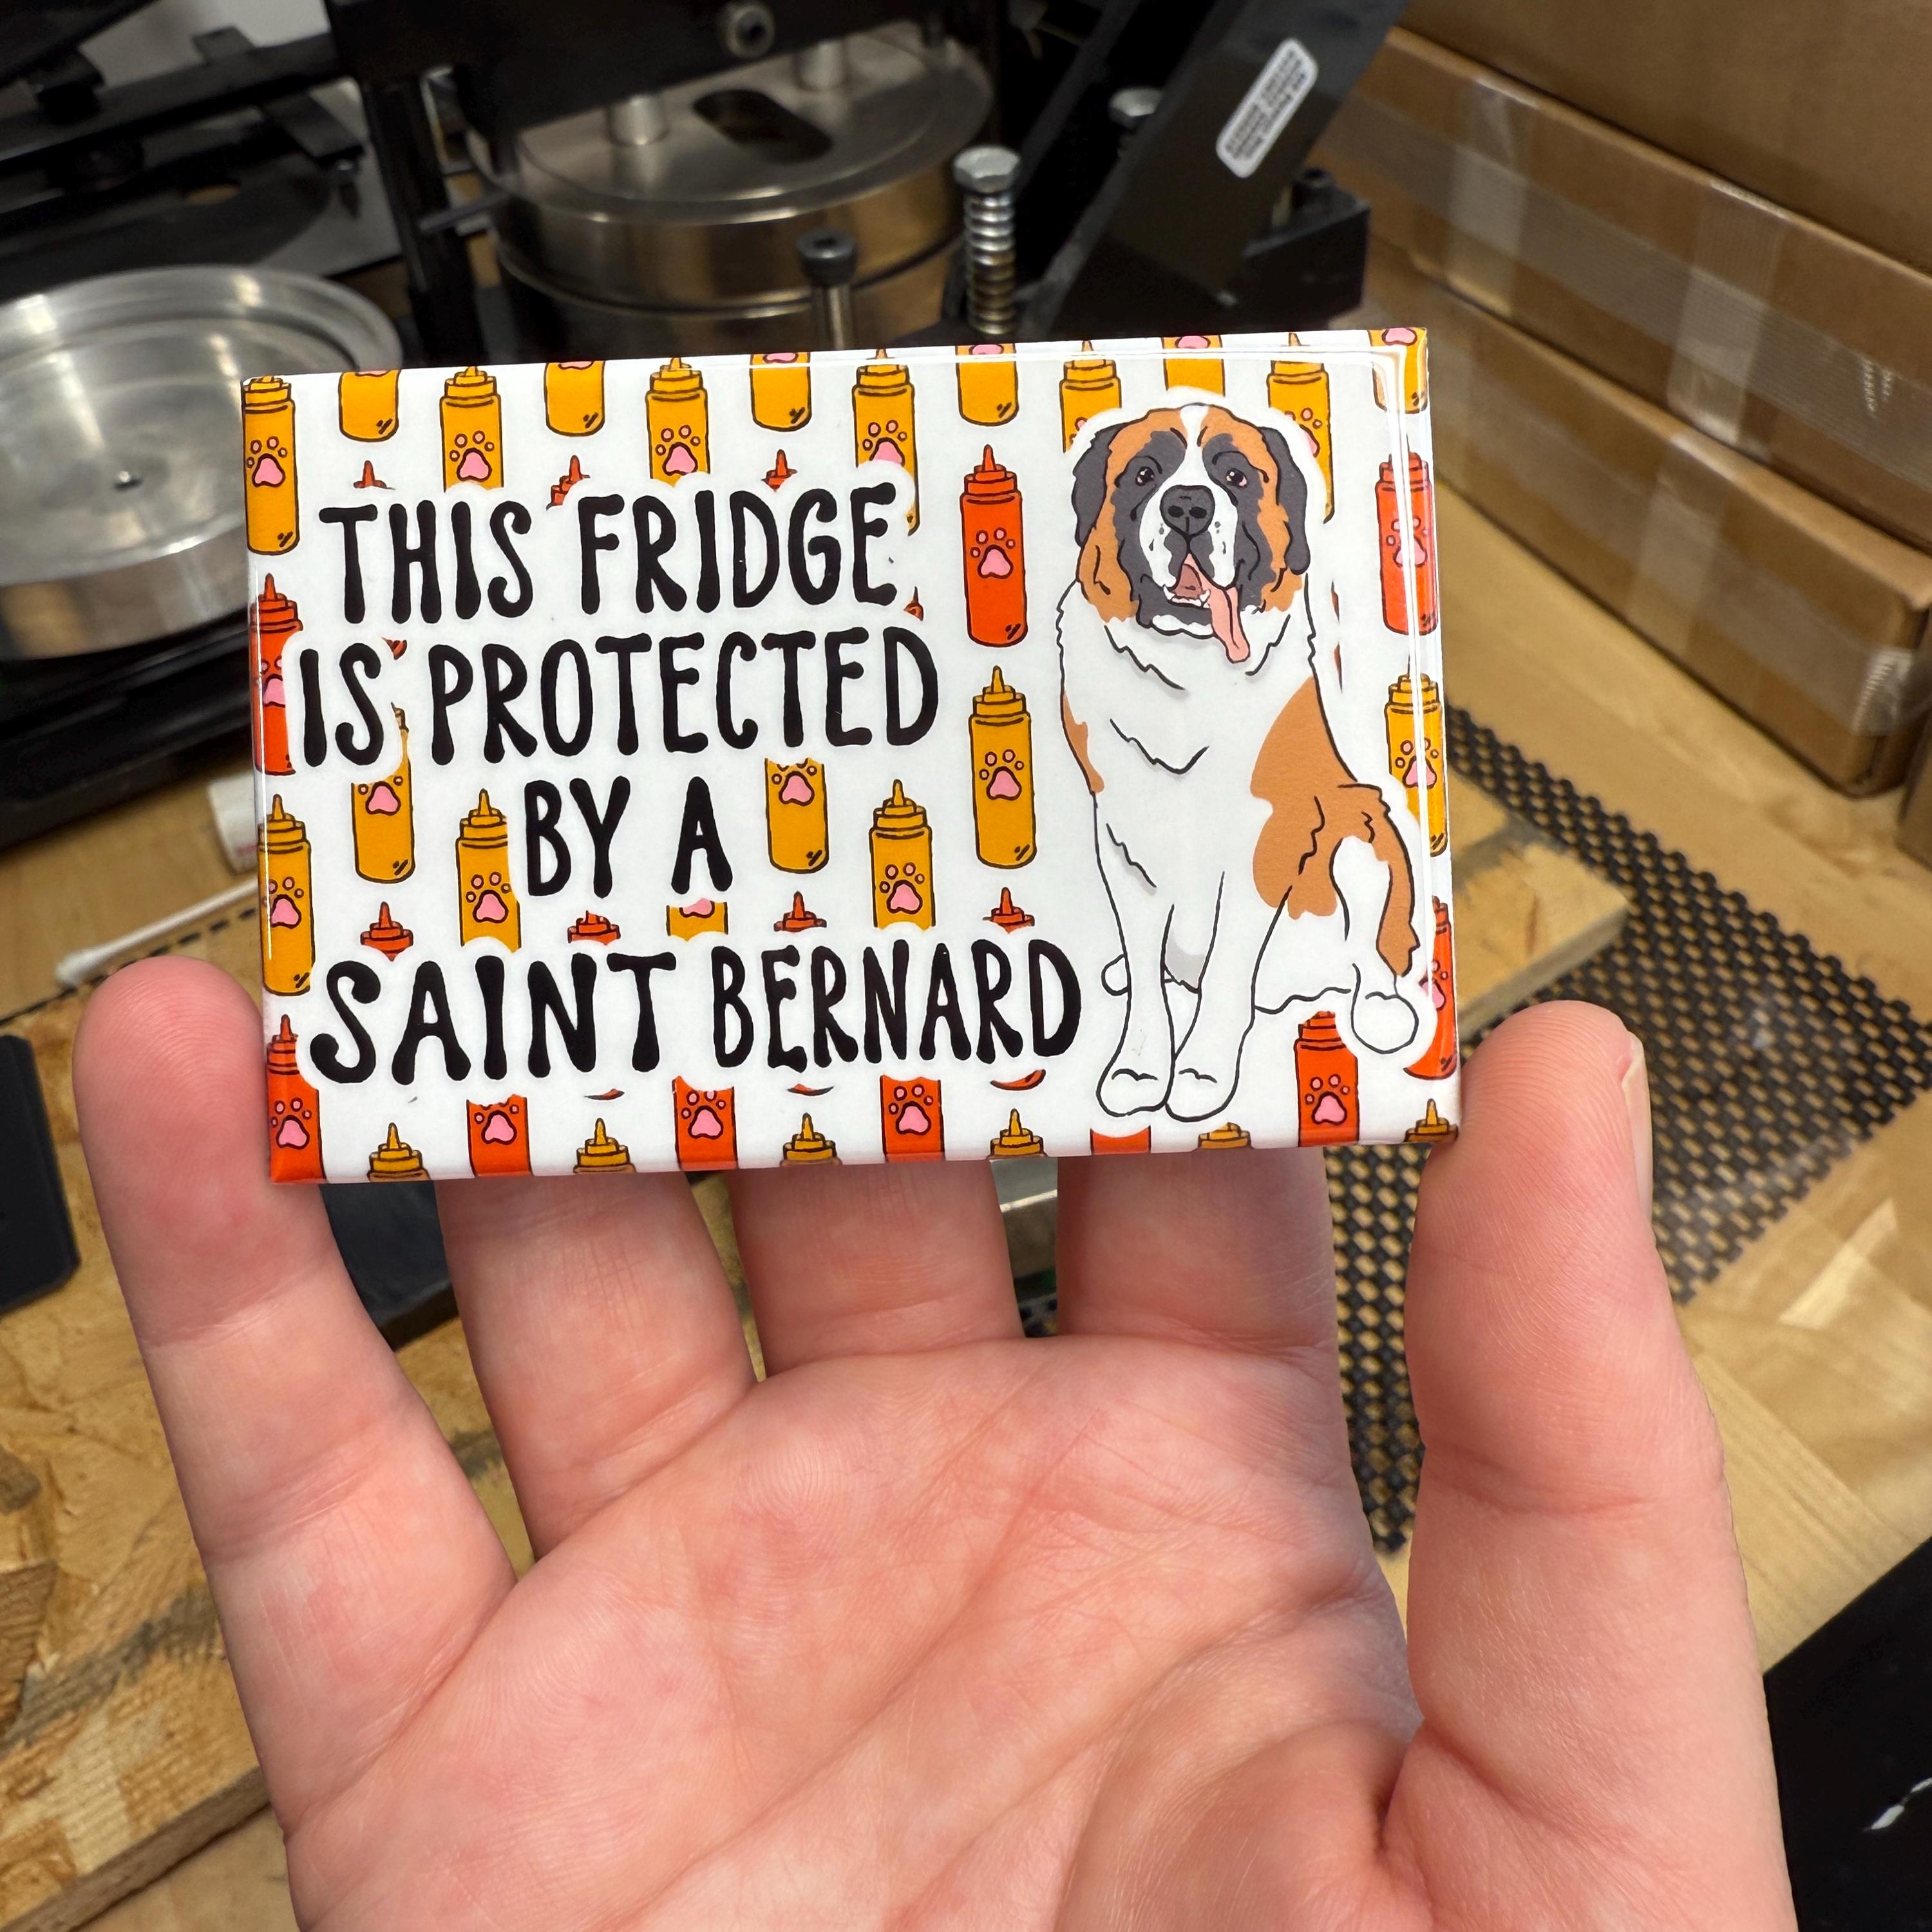 THIS FRIDGE
IS PROTECTED
BY A
SAINT BERNARD